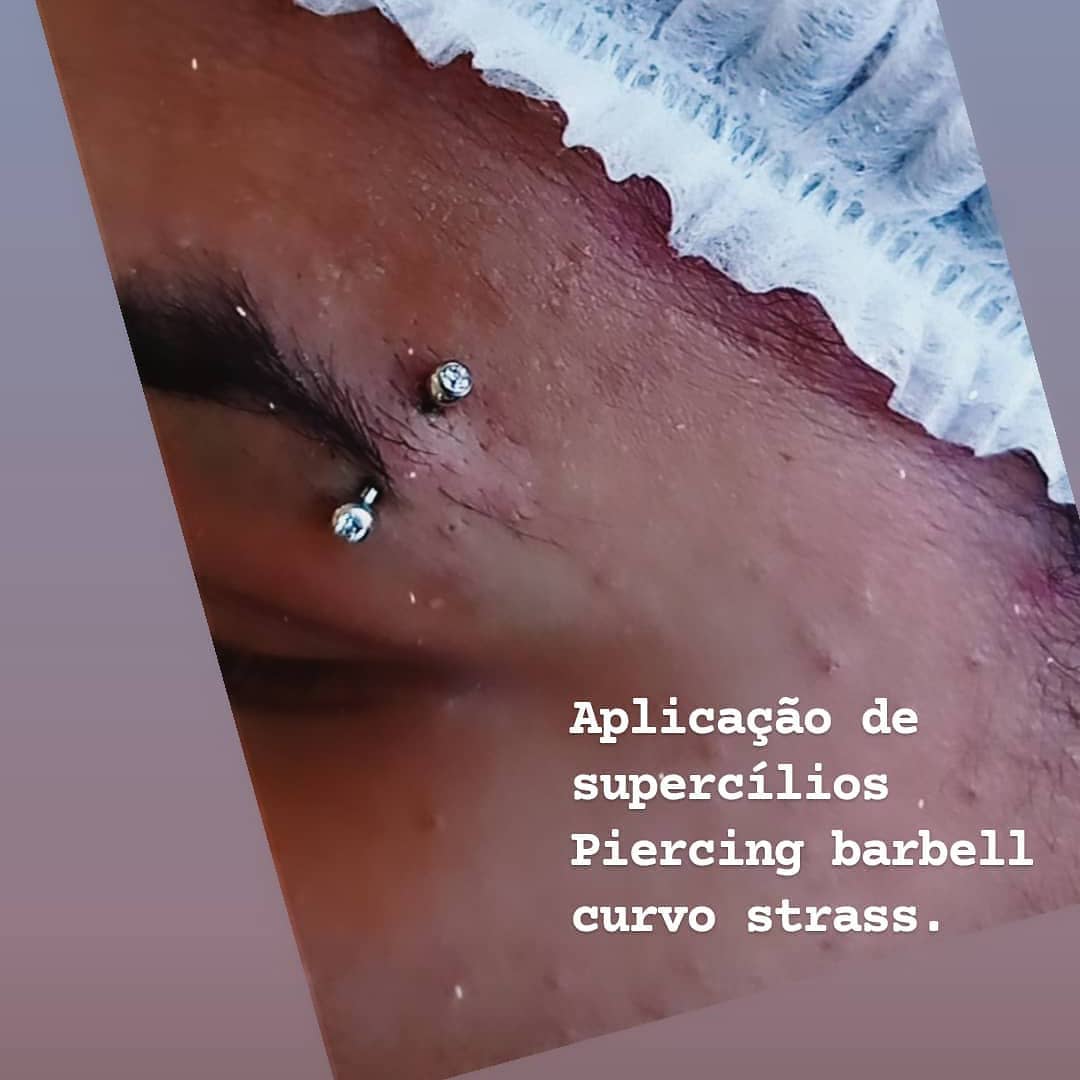 Aplicação de
supercílios
Piercing barbell
curvo strass.